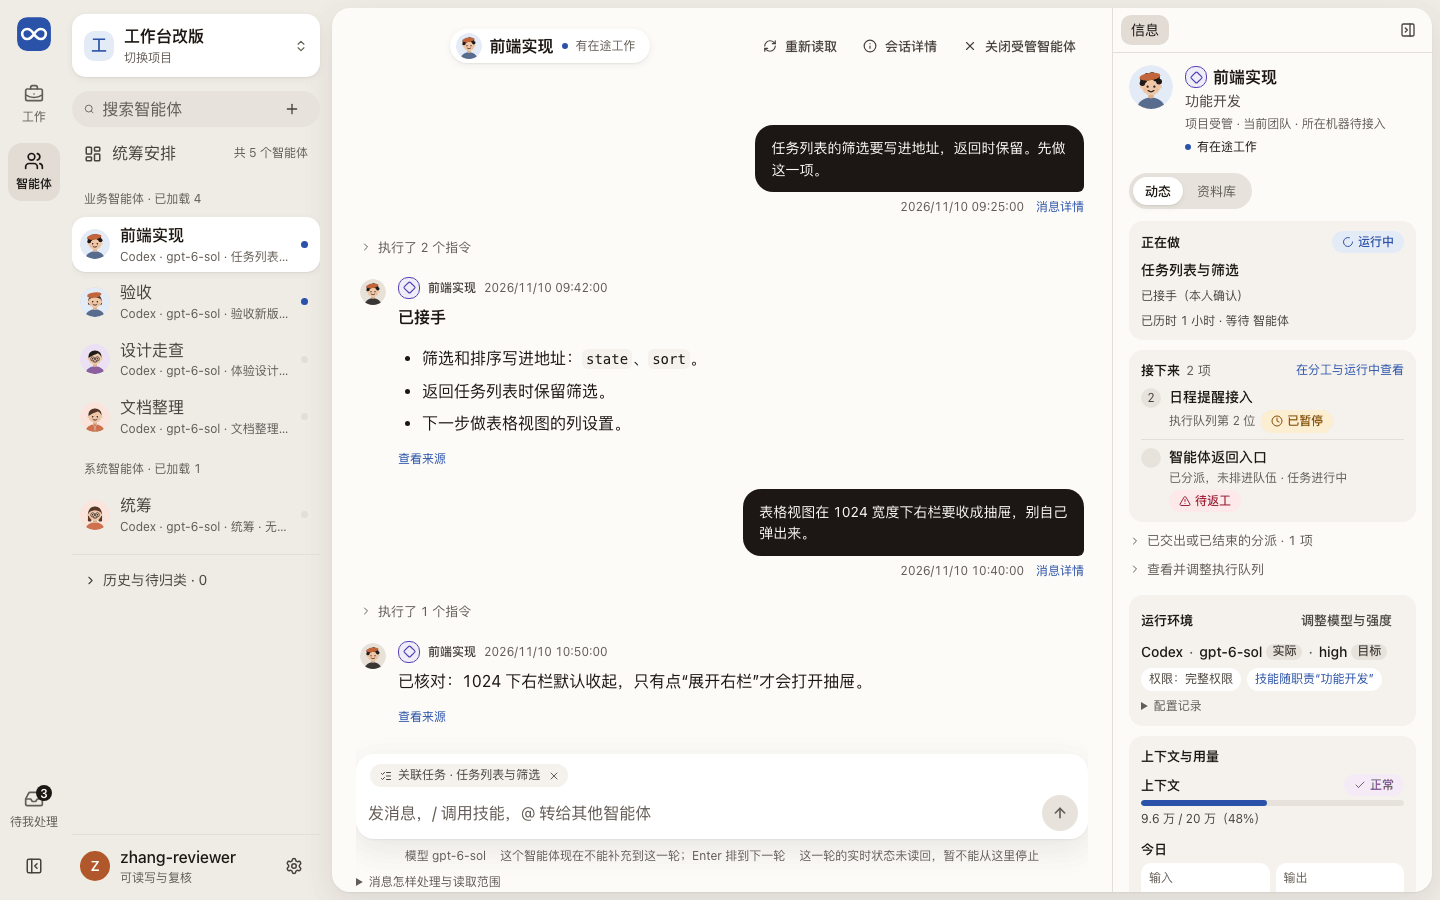 工作
智能体
3
待我处理
工
工作台改版
切换项目
搜索智能体
统筹安排
共 5 个智能体
业务智能体 · 已加载 4
前端实现
Codex · gpt-6-sol · 任务列表...
验收
Codex · gpt-6-sol · 验收新版...
设计走查
Codex · gpt-6-sol · 体验设计...
文档整理
Codex · gpt-6-sol · 文档整理...
系统智能体 · 已加载 1
统筹
Codex · gpt-6-sol · 统筹 · 无...
历史与待归类 · 0
Z
zhang-reviewer
可读写与复核
前端实现 有在途工作
重新读取 会话详情 关闭受管智能体
任务列表的筛选要写进地址，返回时保留。先做
这一项。
2026/11/10 09:25:00 消息详情
执行了 2 个指令
前端实现 2026/11/10 09:42:00
已接手
• 筛选和排序写进地址：state、sort。
• 返回任务列表时保留筛选。
• 下一步做表格视图的列设置。
查看来源
表格视图在 1024 宽度下右栏要收成抽屉，别自己
弹出来。
2026/11/10 10:40:00 消息详情
执行了 1 个指令
前端实现 2026/11/10 10:50:00
已核对：1024 下右栏默认收起，只有点“展开右栏”才会打开抽屉。
查看来源
关联任务 · 任务列表与筛选
发消息，/ 调用技能，@ 转给其他智能体
模型 gpt-6-sol 这个智能体现在不能补充到这一轮；Enter 排到下一轮 这一轮的实时状态未读回，暂不能从这里停止
消息怎样处理与读取范围
信息
前端实现
功能开发
项目受管 · 当前团队 · 所在机器待接入
有在途工作
动态 资料库
正在做 运行中
任务列表与筛选
已接手（本人确认）
已历时 1 小时 · 等待 智能体
接下来 2 项 在分工与运行中查看
2 日程提醒接入
执行队列第 2 位 已暂停
智能体返回入口
已分派，未排进队伍 · 任务进行中
待返工
已交出或已结束的分派 · 1 项
查看并调整执行队列
运行环境 调整模型与强度
Codex · gpt-6-sol 实际 · high 目标
权限：完整权限 技能随职责“功能开发”
配置记录
上下文与用量
上下文 正常
9.6 万 / 20 万（48%）
今日
输入 输出